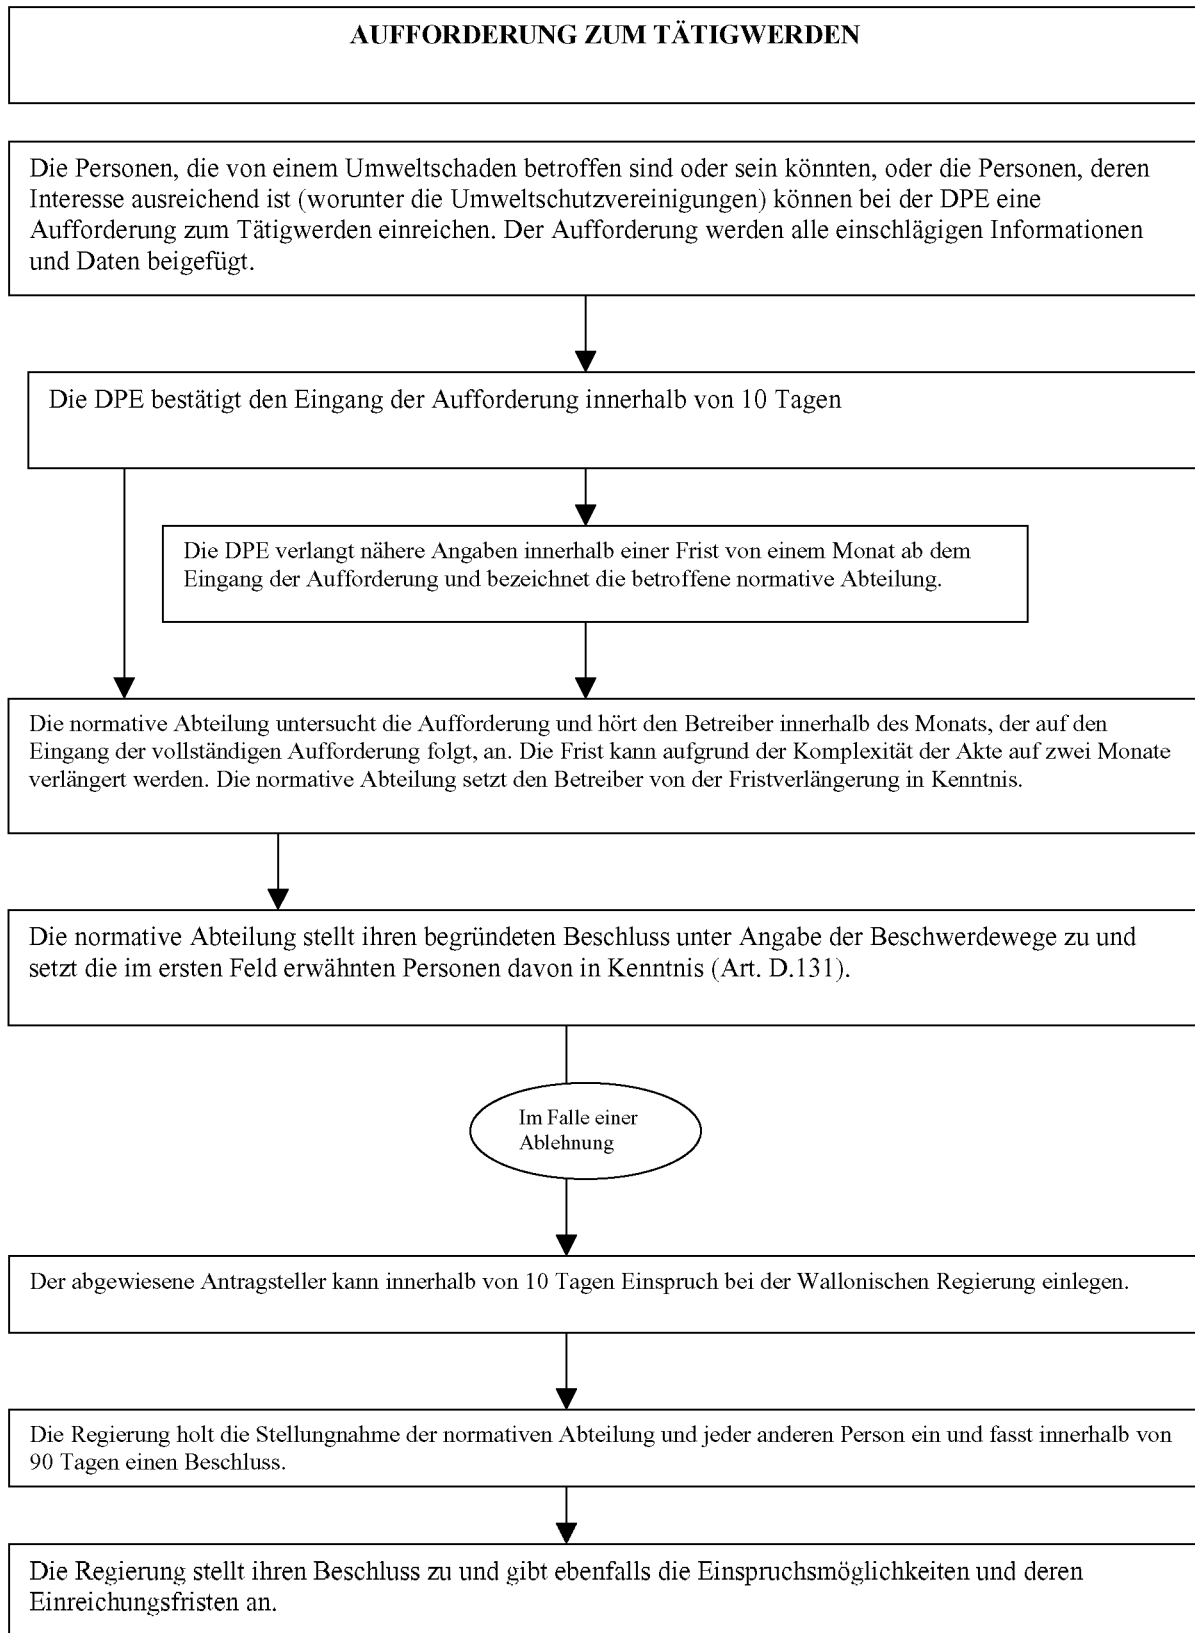 AUFFORDERUNG ZUM TÄTIGWERDEN
Die Personen, die von einem Umweltschaden betroffen sind oder sein könnten, oder die Personen, deren
Interesse ausreichend ist (worunter die Umweltschutzvereinigungen) können bei der DPE eine
Aufforderung zum Tätigwerden einreichen. Der Aufforderung werden alle einschlägigen Informationen
und Daten beigefügt.
Die DPE bestätigt den Eingang der Aufforderung innerhalb von 10 Tagen
Die DPE verlangt nähere Angaben innerhalb einer Frist von einem Monat ab dem
Eingang der Aufforderung und bezeichnet die betroffene normative Abteilung.
Die normative Abteilung untersucht die Aufforderung und hört den Betreiber innerhalb des Monats, der auf den
Eingang der vollständigen Aufforderung folgt, an. Die Frist kann aufgrund der Komplexität der Akte auf zwei Monate
verlängert werden. Die normative Abteilung setzt den Betreiber von der Fristverlängerung in Kenntnis.
Die normative Abteilung stellt ihren begründeten Beschluss unter Angabe der Beschwerdewege zu und
setzt die im ersten Feld erwähnten Personen davon in Kenntnis (Art. D.131).
Im Falle einer
Ablehnung
Der abgewiesene Antragsteller kann innerhalb von 10 Tagen Einspruch bei der Wallonischen Regierung einlegen.
Die Regierung holt die Stellungnahme der normativen Abteilung und jeder anderen Person ein und fasst innerhalb von
90 Tagen einen Beschluss.
Die Regierung stellt ihren Beschluss zu und gibt ebenfalls die Einspruchsmöglichkeiten und deren
Einreichungsfristen an.